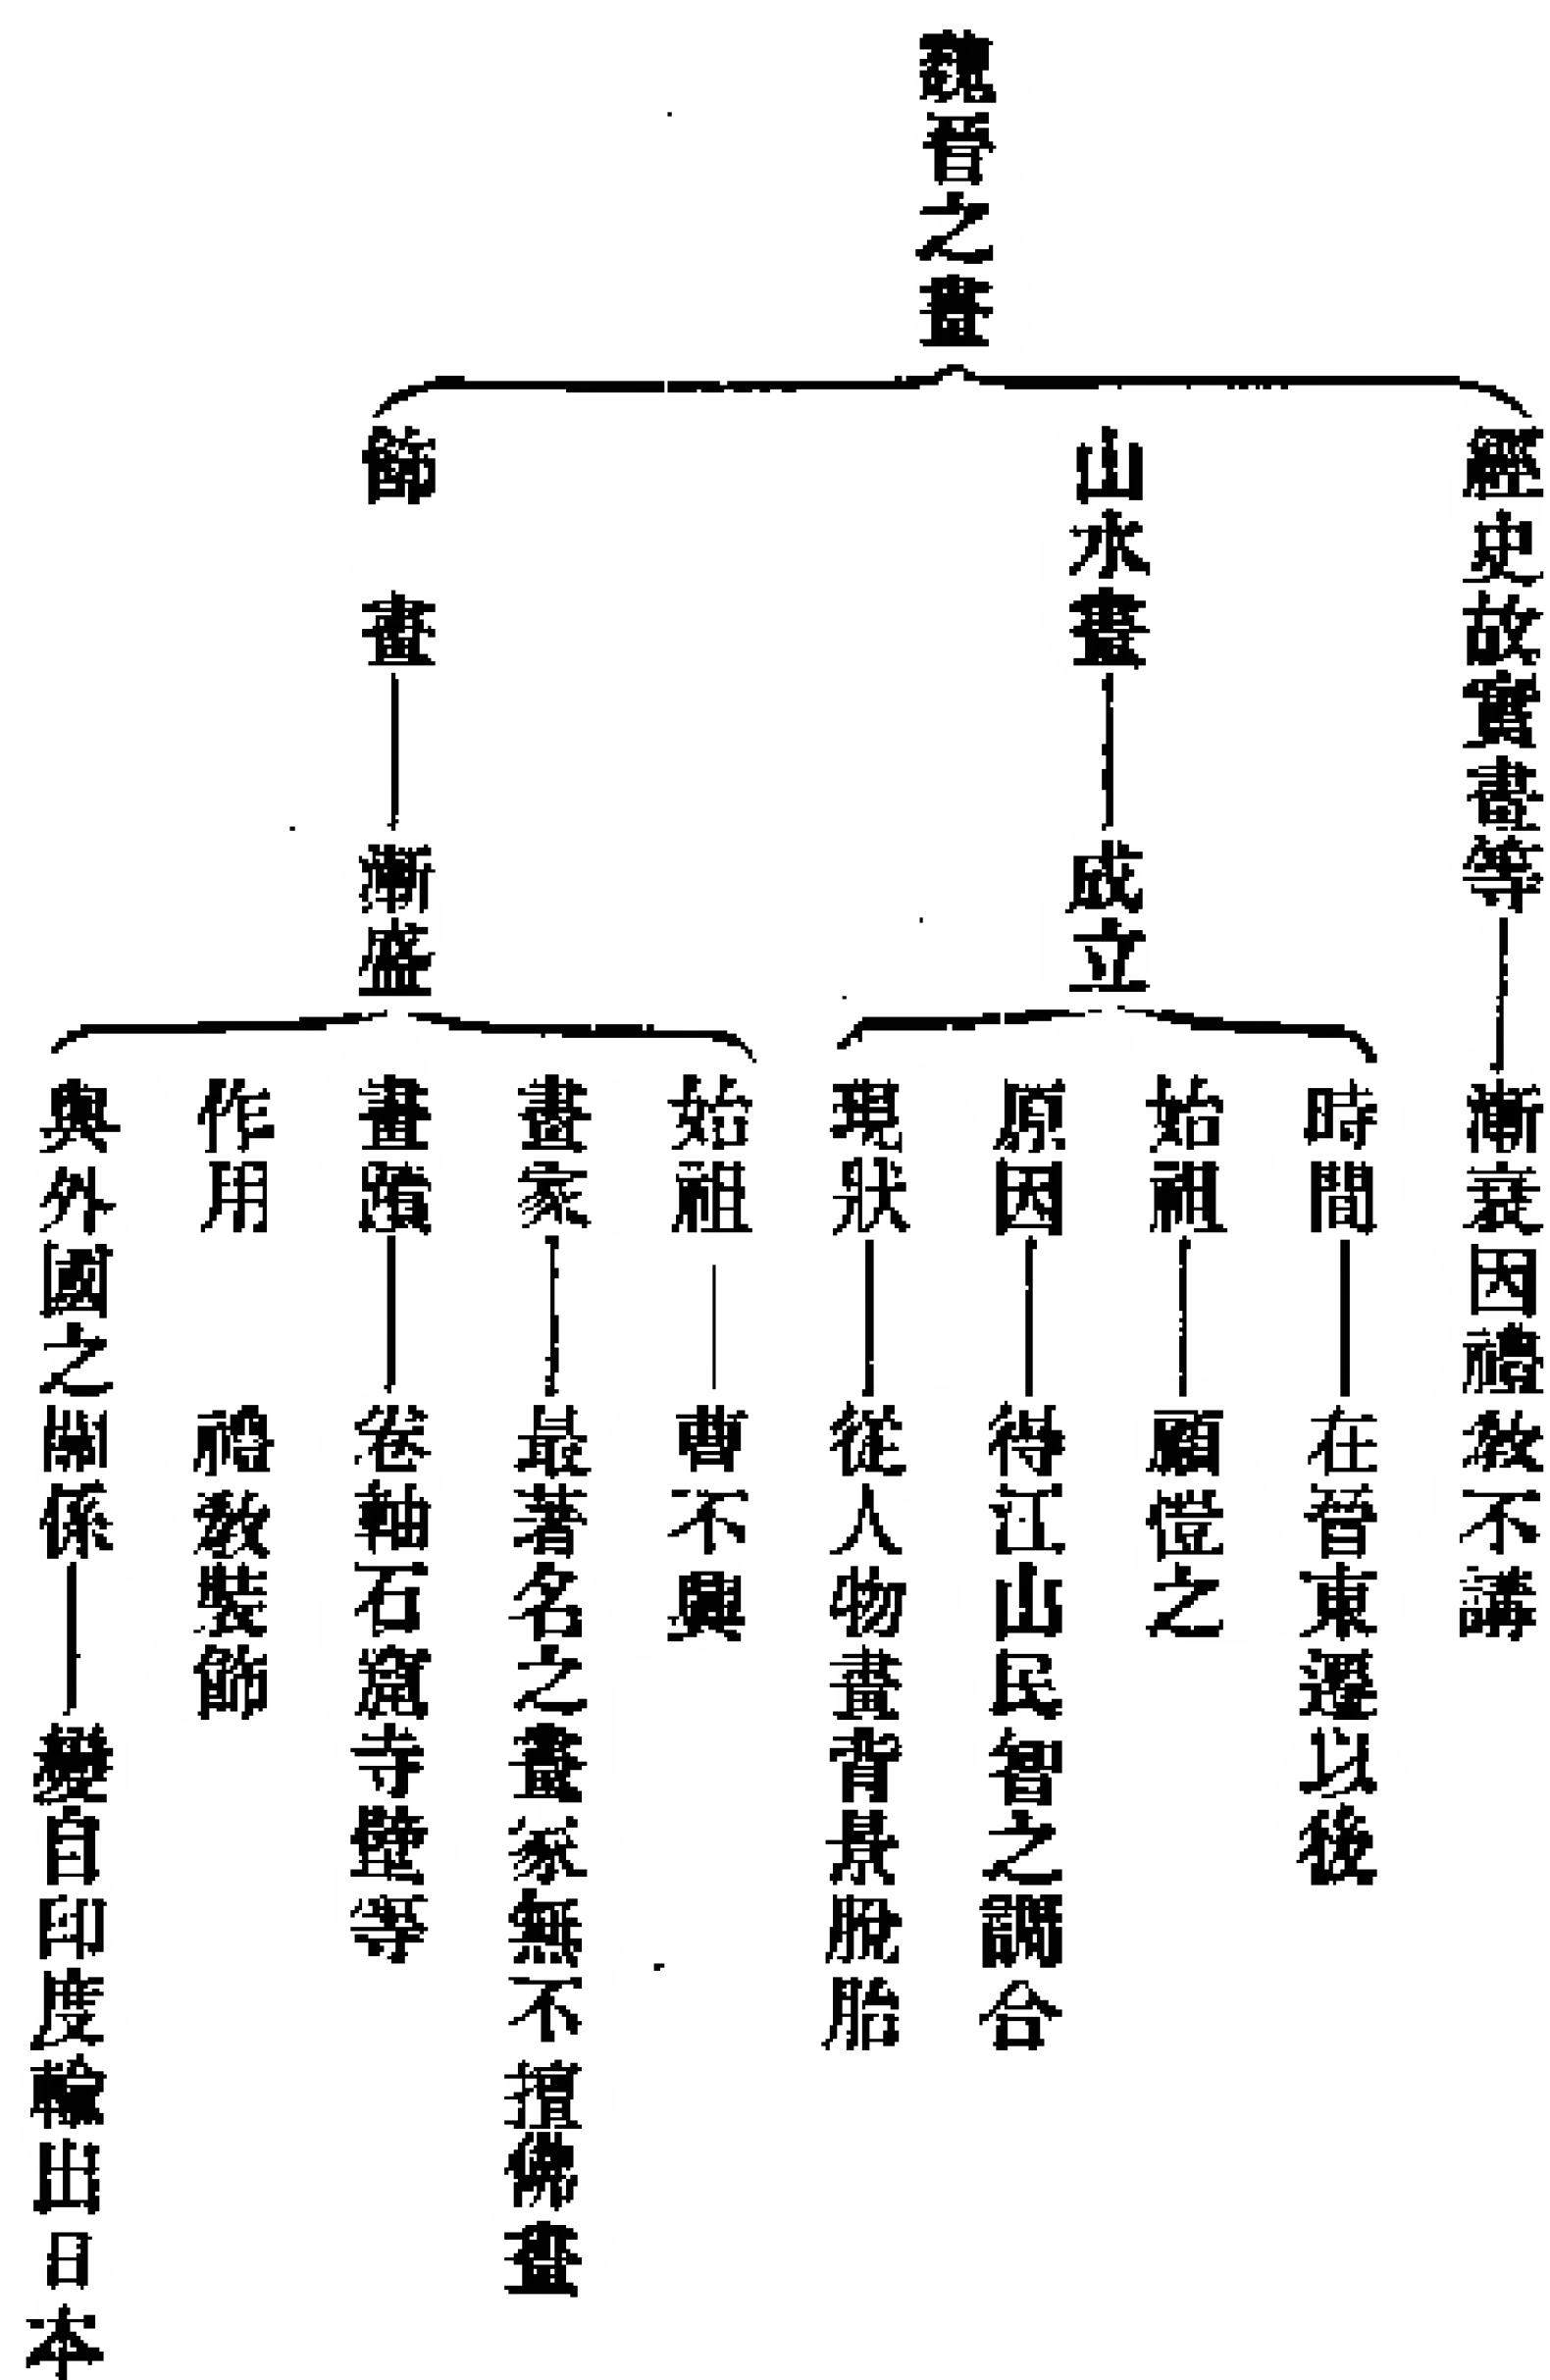 魏晉之畫
經史故實畫等
漸衰因禮敎不講
山水畫
成立
時間
在晉東遷以後
始祖
顧愷之
原因
得江山民智之調合
現狀
從人物畫背景脫胎
節畫
漸盛
始祖
曹不興
畫家
最著名之畫家無不擅佛畫
畫蹟
卷軸石窟寺壁等
作用
禮敎裝飾
與外國之關係
變自印度輸出日本